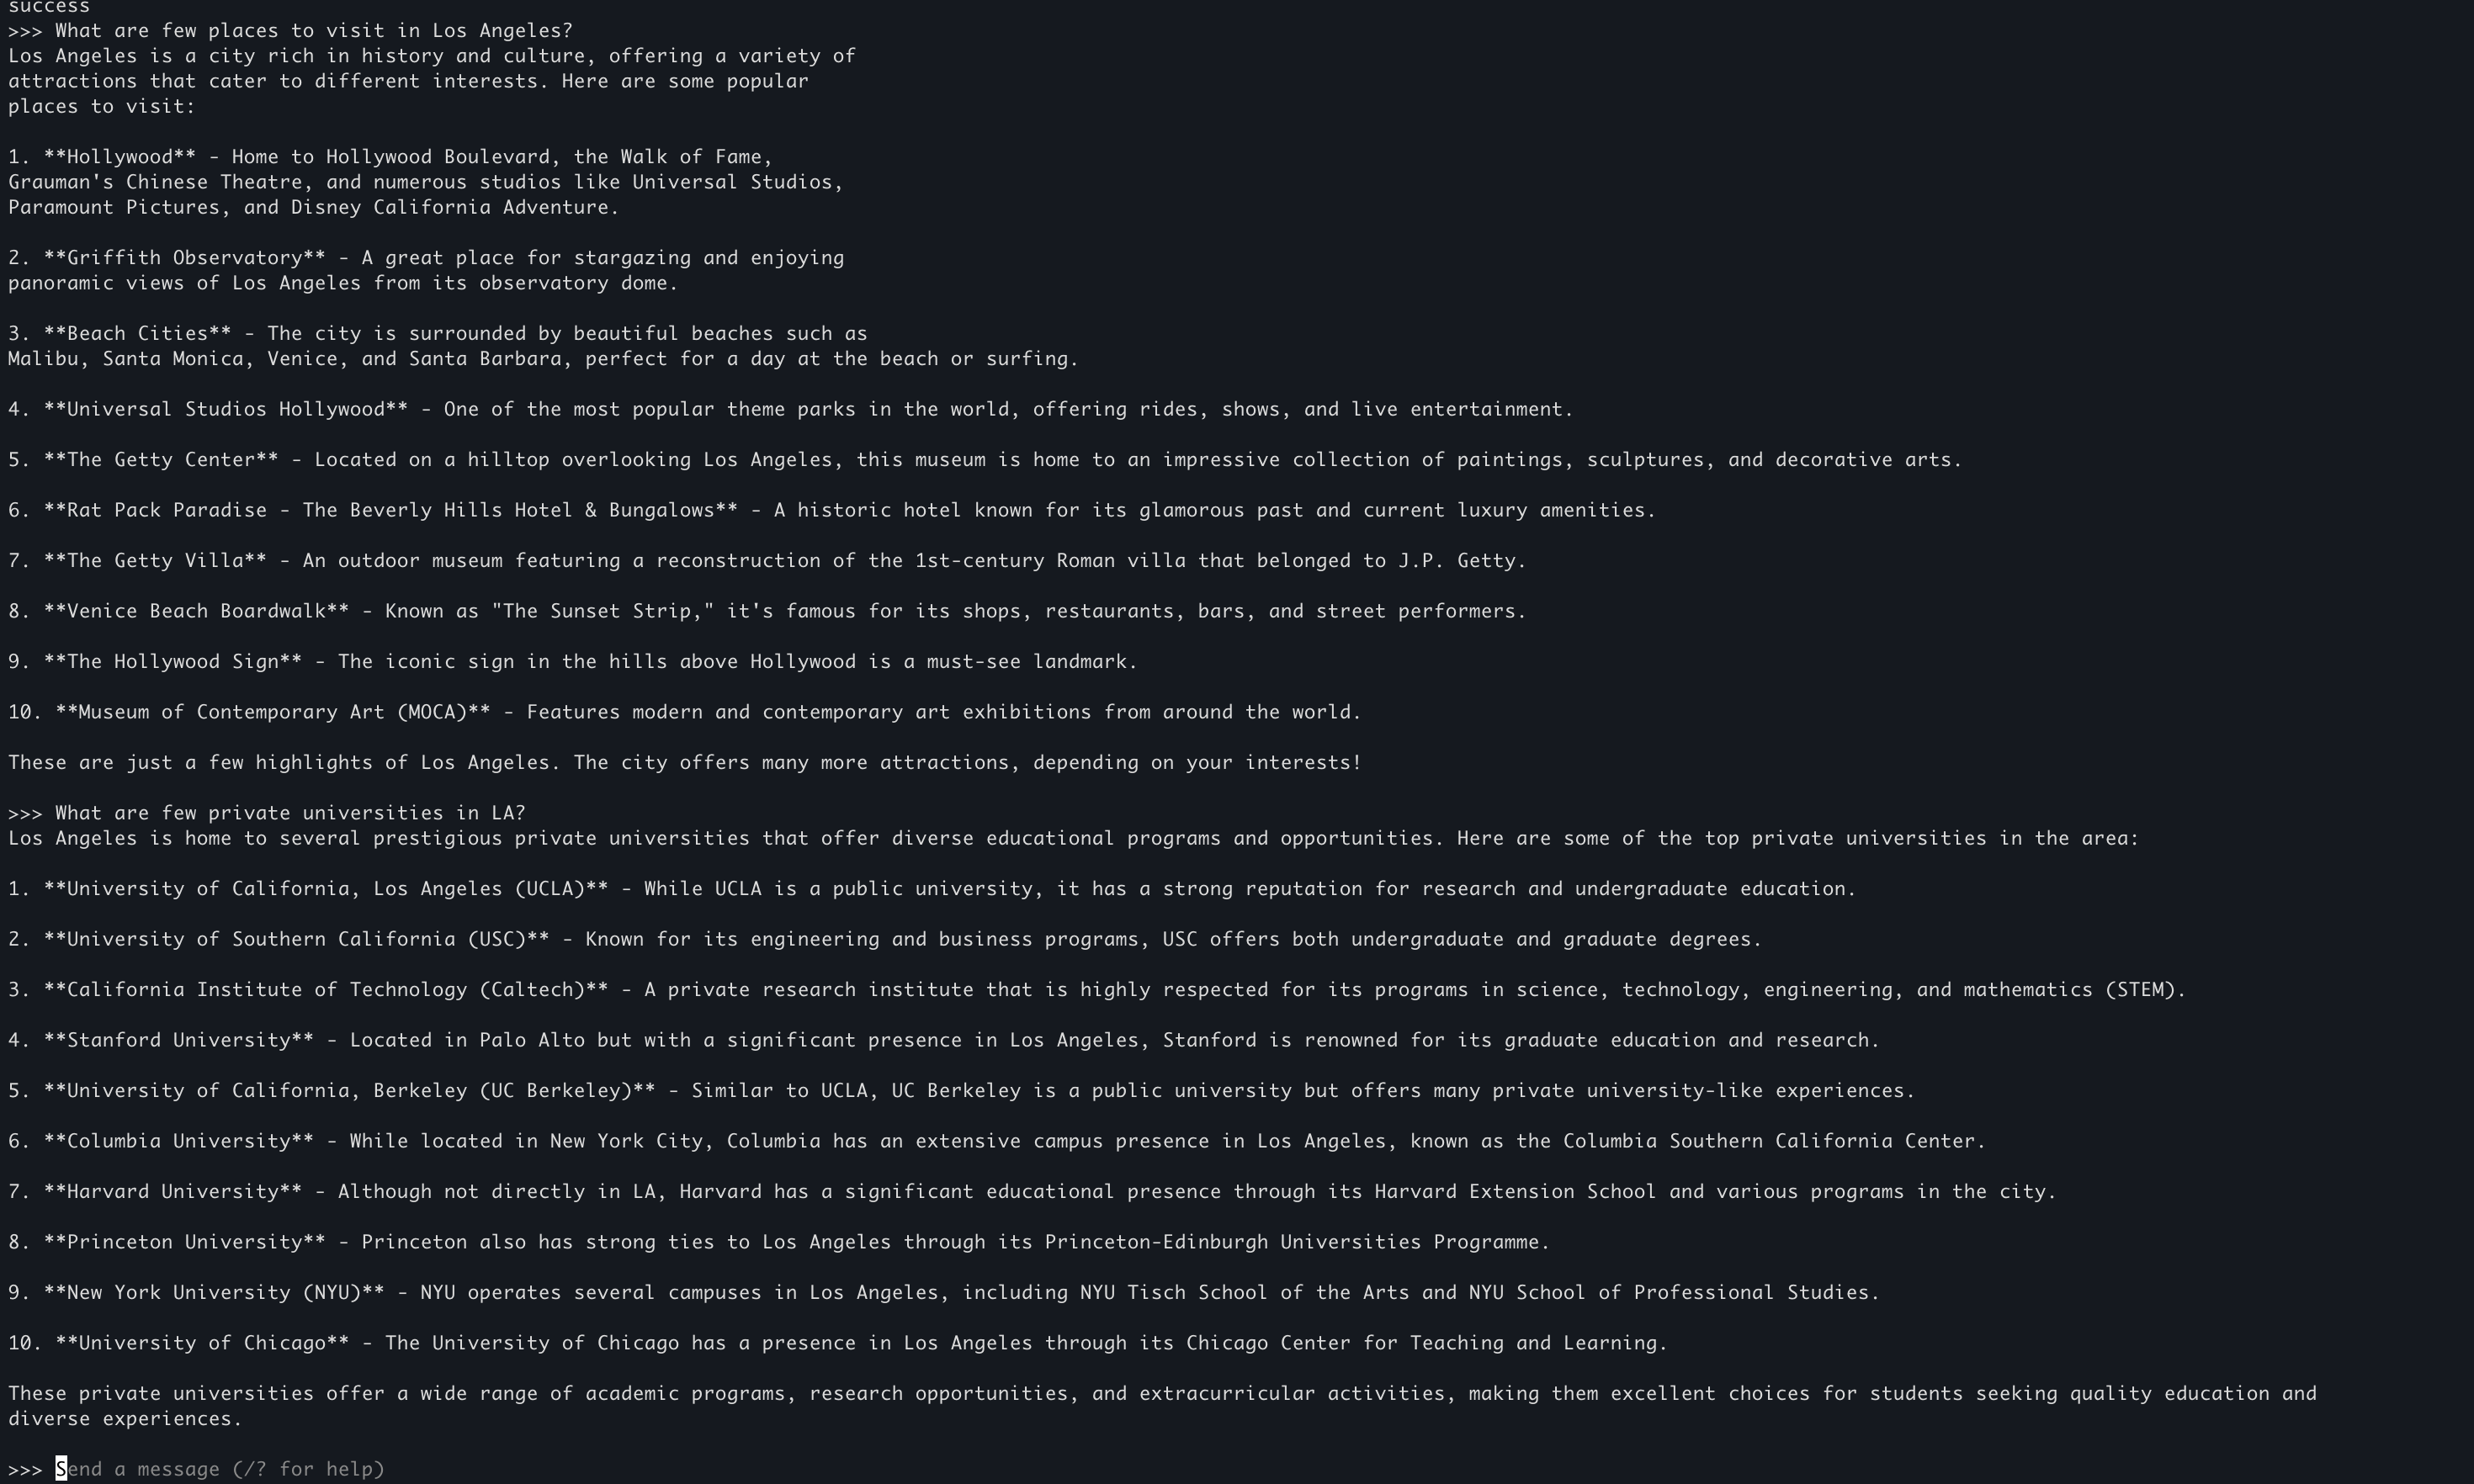 success
>>> What are few places to visit in Los Angeles?
Los Angeles is a city rich in history and culture, offering a variety of
attractions that cater to different interests. Here are some popular
places to visit:
1. **Hollywood** - Home to Hollywood Boulevard, the Walk of Fame,
Grauman's Chinese Theatre, and numerous studios like Universal Studios,
Paramount Pictures, and Disney California Adventure.
2. **Griffith Observatory** - A great place for stargazing and enjoying
panoramic views of Los Angeles from its observatory dome.
3. **Beach Cities** - The city is surrounded by beautiful beaches such as
Malibu, Santa Monica, Venice, and Santa Barbara, perfect for a day at the beach or surfing.
4. **Universal Studios Hollywood** - One of the most popular theme parks in the world, offering rides, shows, and live entertainment.
5. **The Getty Center** - Located on a hilltop overlooking Los Angeles, this museum is home to an impressive collection of paintings, sculptures, and decorative arts.
6. **Rat Pack Paradise - The Beverly Hills Hotel & Bungalows** - A historic hotel known for its glamorous past and current luxury amenities.
7. **The Getty Villa** - An outdoor museum featuring a reconstruction of the 1st-century Roman villa that belonged to J.P. Getty.
8. **Venice Beach Boardwalk** - Known as "The Sunset Strip," it's famous for its shops, restaurants, bars, and street performers.
9. **The Hollywood Sign** - The iconic sign in the hills above Hollywood is a must-see landmark.
10. **Museum of Contemporary Art (MOCA)** - Features modern and contemporary art exhibitions from around the world.
These are just a few highlights of Los Angeles. The city offers many more attractions, depending on your interests!
>>> What are few private universities in LA?
Los Angeles is home to several prestigious private universities that offer diverse educational programs and opportunities. Here are some of the top private universities in the area:
1. **University of California, Los Angeles (UCLA)** - While UCLA is a public university, it has a strong reputation for research and undergraduate education.
2. **University of Southern California (USC)** - Known for its engineering and business programs, USC offers both undergraduate and graduate degrees.
3. **California Institute of Technology (Caltech)** - A private research institute that is highly respected for its programs in science, technology, engineering, and mathematics (STEM).
4. **Stanford University** - Located in Palo Alto but with a significant presence in Los Angeles, Stanford is renowned for its graduate education and research.
5. **University of California, Berkeley (UC Berkeley)** - Similar to UCLA, UC Berkeley is a public university but offers many private university-like experiences.
6. **Columbia University** - While located in New York City, Columbia has an extensive campus presence in Los Angeles, known as the Columbia Southern California Center.
7. **Harvard University** - Although not directly in LA, Harvard has a significant educational presence through its Harvard Extension School and various programs in the city.
8. **Princeton University** - Princeton also has strong ties to Los Angeles through its Princeton-Edinburgh Universities Programme.
9. **New York University (NYU)** - NYU operates several campuses in Los Angeles, including NYU Tisch School of the Arts and NYU School of Professional Studies.
10. **University of Chicago** - The University of Chicago has a presence in Los Angeles through its Chicago Center for Teaching and Learning.
These private universities offer a wide range of academic programs, research opportunities, and extracurricular activities, making them excellent choices for students seeking quality education and
diverse experiences.
>>> Send a message (/? for help)